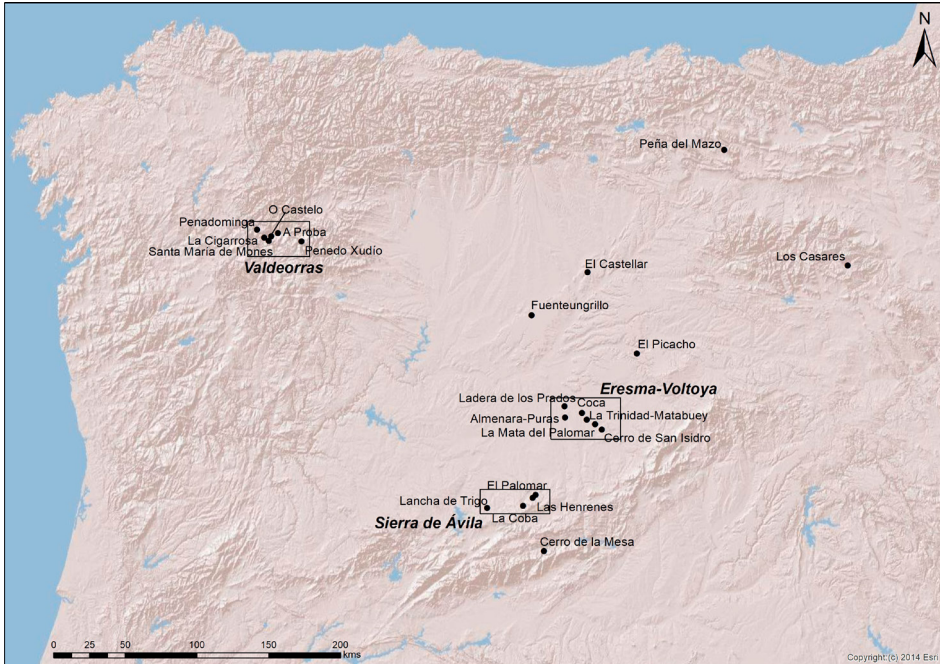 N
Peña del Mazo
O Castelo
Penadominga
A Proba
La Cigarrosa
Santa María de Mones
Penedo Xudío
Valdeorras
Los Casares
El Castellar
Fuenteungrillo
El Picacho
Eresma-Voltoya
Ladera de los Prados
Coca
Almenara-Puras
La Trinidad-Matabuey
La Mata del Palomar
Cerro de San Isidro
El Palomar
Lancha de Trigo
Las Henrenes
La Coba
Sierra de Ávila
Cerro de la Mesa
0 25 50 100 150 200
kms
Copyright:(c) 2014 Esri